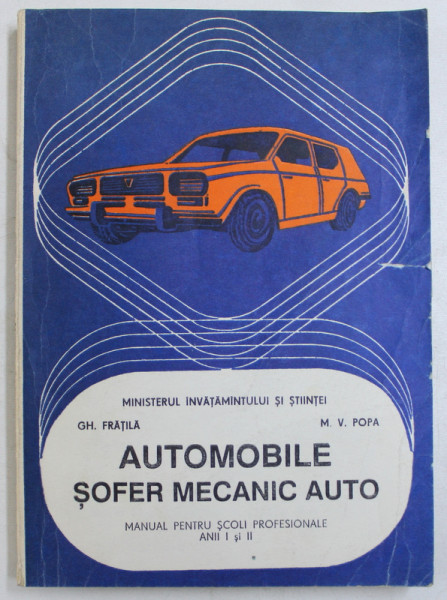 MINISTERUL ÎNVĂȚĂMÎNTULUI ȘI ȘTIINȚEI
GH. FRĂȚILĂ M. V. POPA
AUTOMOBILE
ȘOFER MECANIC AUTO
MANUAL PENTRU ȘCOLI PROFESIONALE
ANII I și II